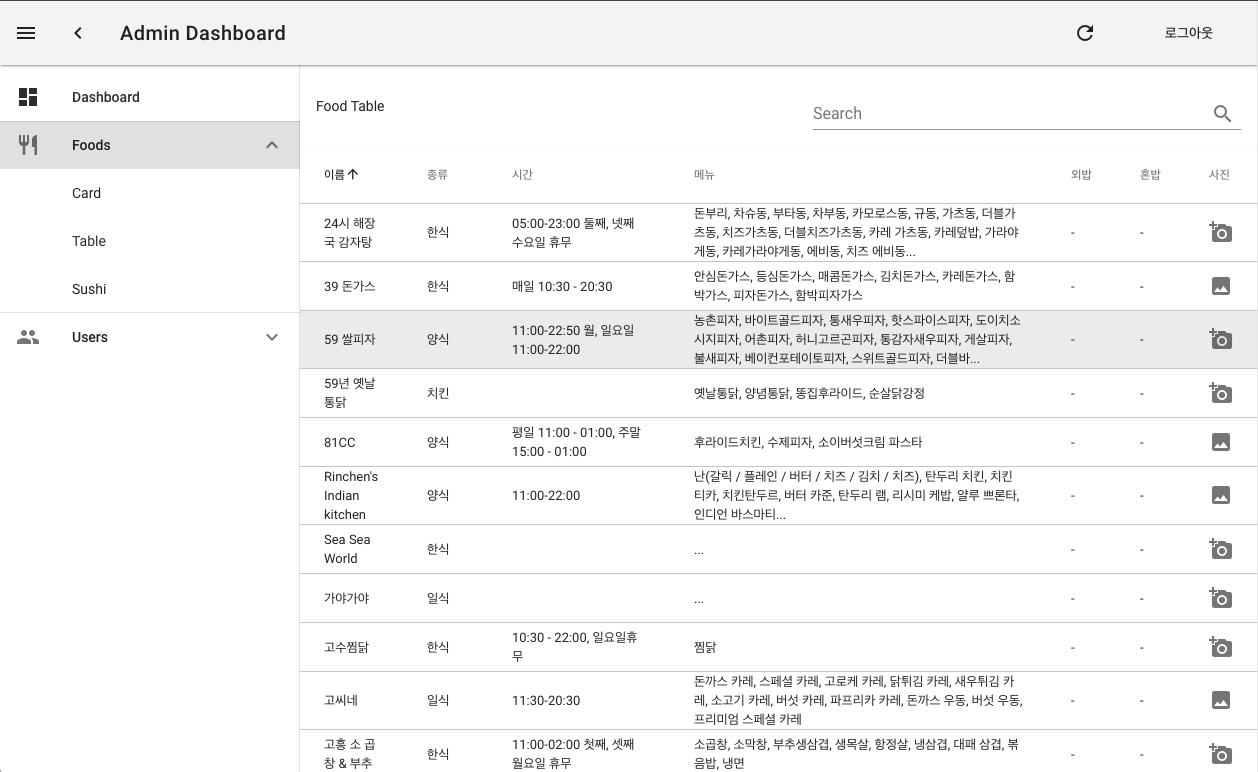 Admin Dashboard
로그아웃
Dashboard
Foods
Card
Table
Sushi
Users
Food Table
Search
이름 종류 시간 메뉴 외밥 혼밥 사진
24시 해장
국 감자탕
한식
05:00-23:00 둘째, 넷째
수요일 휴무
돈부리, 차슈동, 부타동, 차부동, 카모로스동, 규동, 가츠동, 더블가
츠동, 치즈가츠동, 더블치즈가츠동, 카레 가츠동, 카레덮밥, 가라아
게동, 카레가라아게동, 에비동, 치즈 에비동...
-
-
39 돈가스
한식
매일 10:30 - 20:30
안심돈가스, 등심돈가스, 매콤돈가스, 김치돈가스, 카레돈가스, 함
박가스, 피자돈가스, 함박피자가스
-
-
59 쌀피자
양식
11:00-22:50 월, 일요일
11:00-22:00
농촌피자, 바이트골드피자, 통새우피자, 핫스파이스피자, 도이치소
시지피자, 어촌피자, 허니고르곤피자, 통감자새우피자, 게살피자,
불새피자, 베이컨포테이토피자, 스위트골드피자, 더블바...
-
-
59년 옛날
통닭
치킨
옛날통닭, 양념통닭, 똥집후라이드, 순살닭강정
-
-
81CC
양식
평일 11:00 - 01:00, 주말
15:00 - 01:00
후라이드치킨, 수제피자, 소이버섯크림 파스타
-
-
Rinchen's
Indian
kitchen
양식
11:00-22:00
난(갈릭 / 플레인 / 버터 / 치즈 / 김치 / 치즈), 탄두리 치킨, 치킨
티카, 치킨탄두르, 버터 카준, 탄두리 램, 리시미 케밥, 얄루 쁘론타,
인디언 바스마티...
-
-
Sea Sea
World
한식
...
-
-
가야가야
일식
...
-
-
고수찜닭
한식
10:30 - 22:00, 일요일휴
무
찜닭
-
-
고씨네
일식
11:30-20:30
돈까스 카레, 스페셜 카레, 고로케 카레, 닭튀김 카레, 새우튀김 카
레, 소고기 카레, 버섯 카레, 파프리카 카레, 돈까스 우동, 버섯 우동,
프리미엄 스페셜 카레
-
-
고흥 소 곱
창 & 부추
한식
11:00-02:00 첫째, 셋째
월요일 휴무
소곱창, 소막창, 부추생삼겹, 생목살, 항정살, 냉삼겹, 대패 삼겹, 볶
음밥, 냉면
-
-